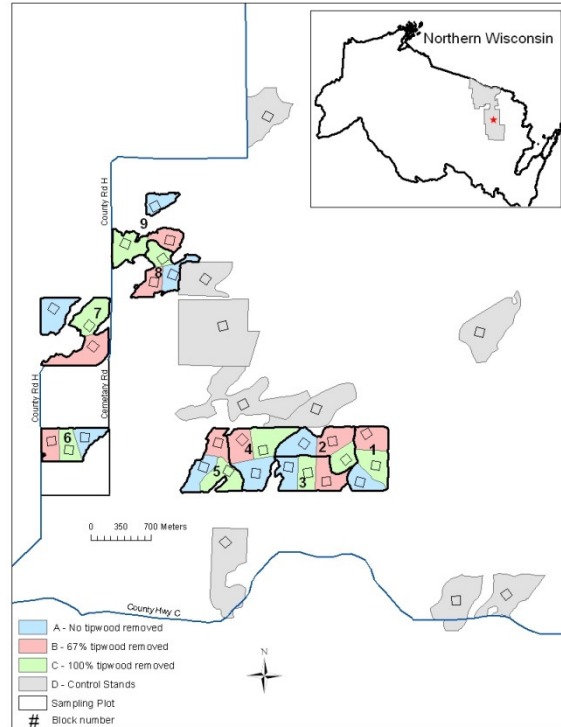 Northern Wisconsin
County Rd H
9
8
7
County Rd H
Cemetary Rd
6
4
2
1
5
3
0 350 700 Meters
County Hwy C
N
A - No tipwood removed
B - 67% tipwood removed
C - 100% tipwood removed
D - Control Stands
Sampling Plot
# Block number